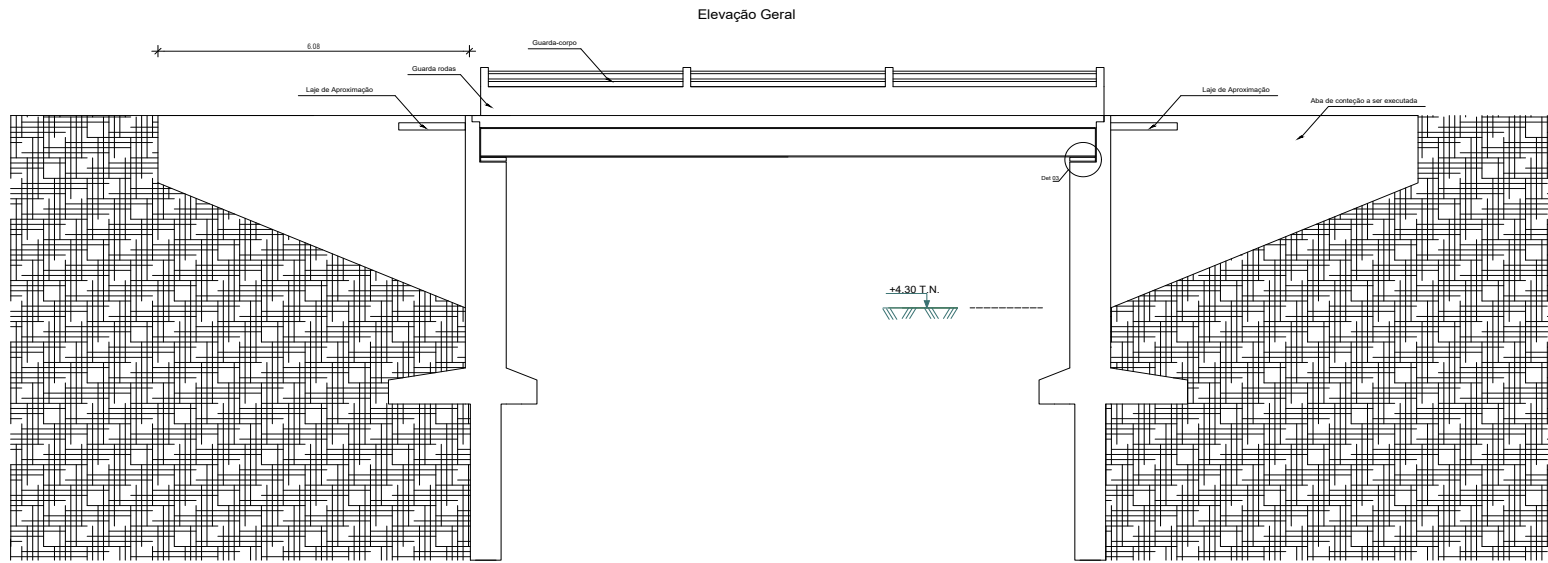 Elevação Geral
6.08
Guarda-corpo
Guarda rodas
Laje de Aproximação
Laje de Aproximação
Aba de conteção a ser executada
Det 03
+4.30 T.N.